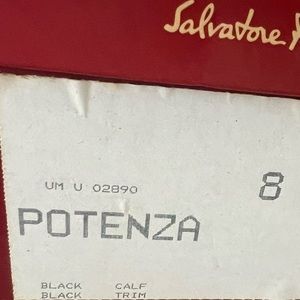 Salvatore
UM U 02890 8
POTENZA
BLACK CALF
BLACK TRIM